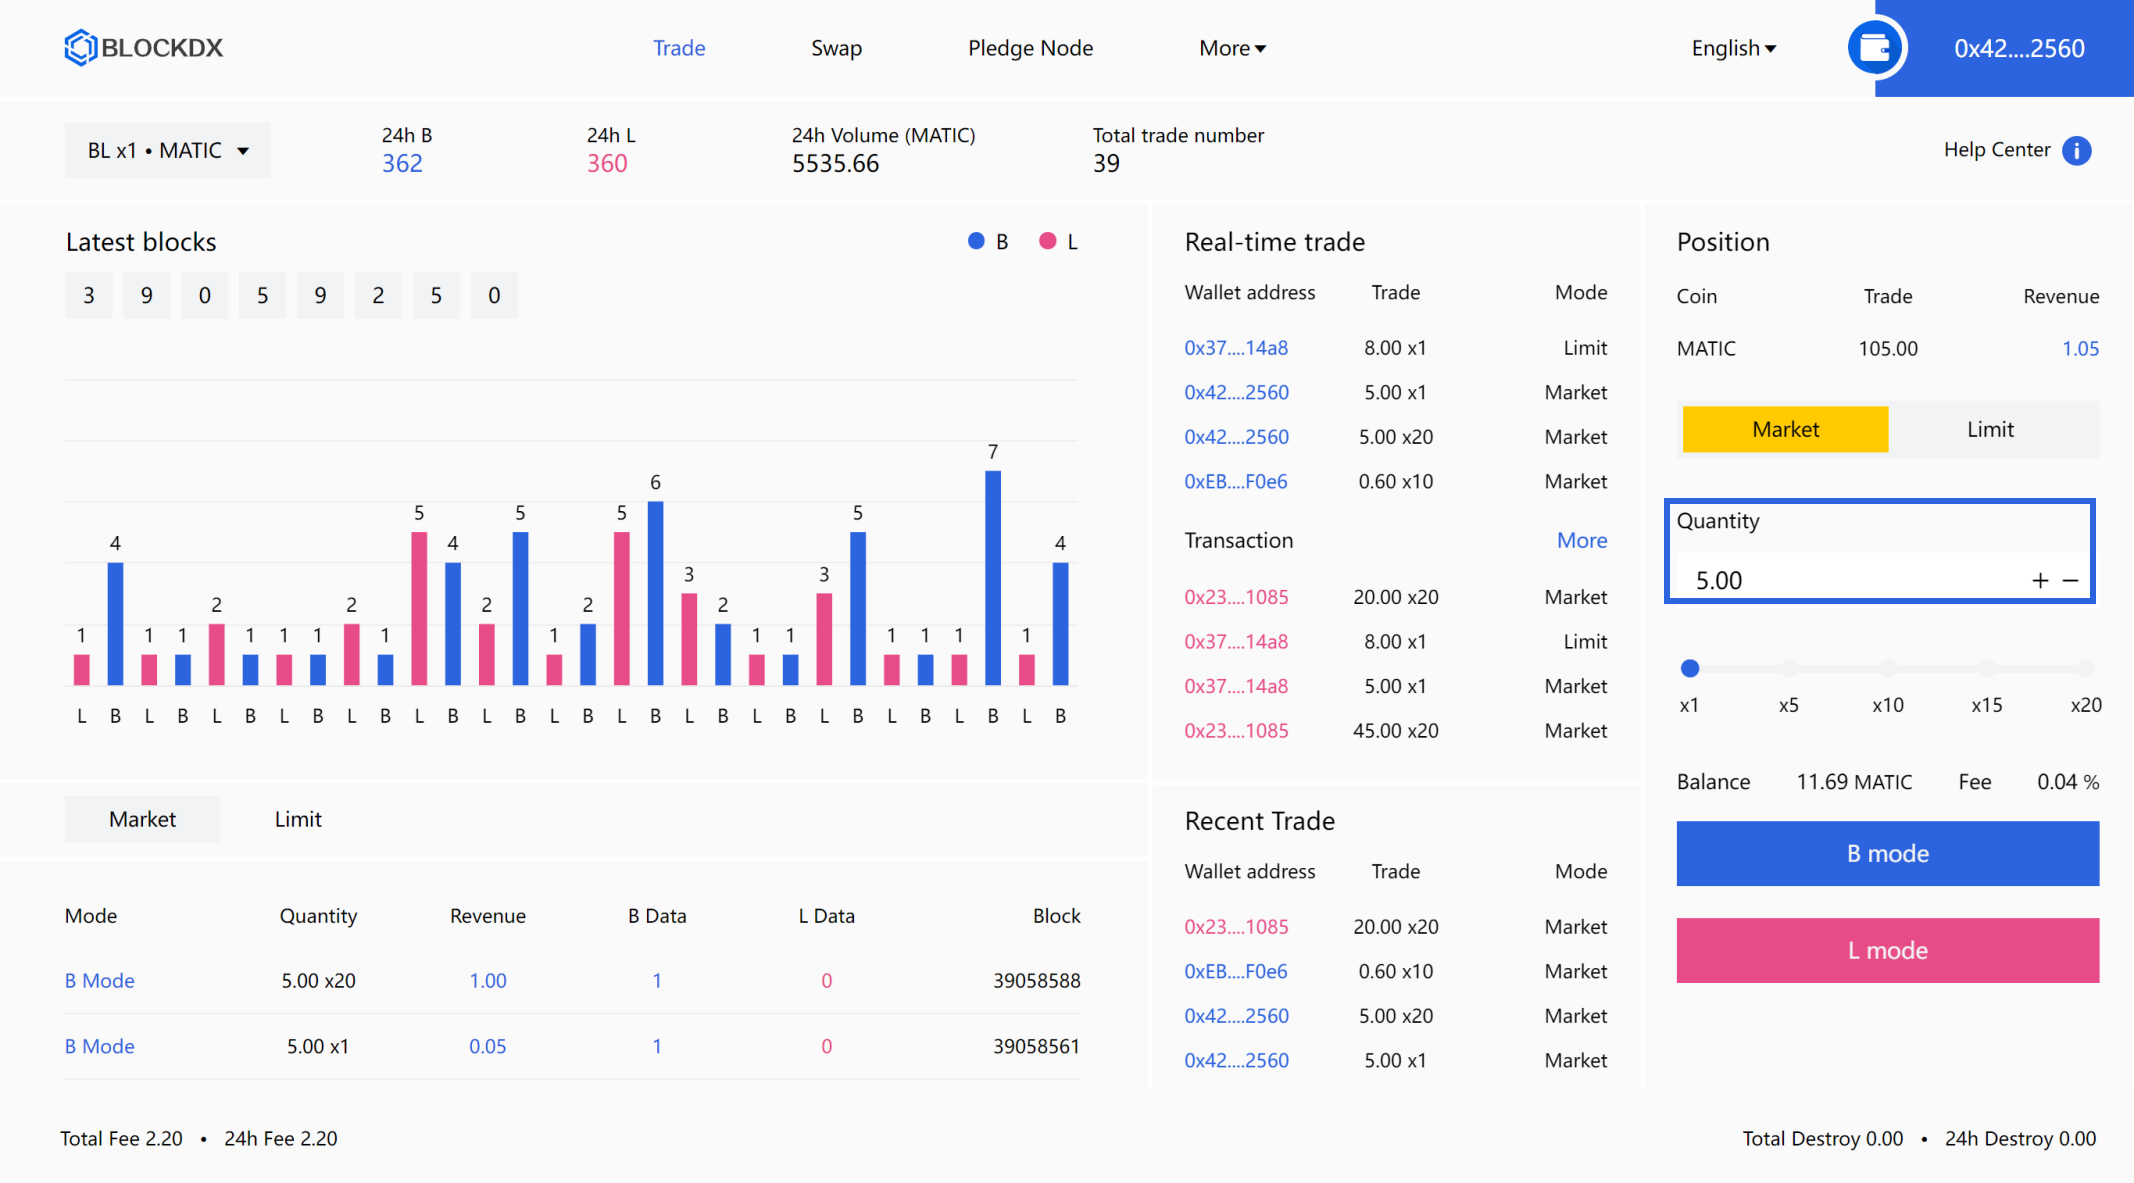 BLOCKDX
Trade Swap Pledge Node More
English
0x42....2560
BL x1 • MATIC
24h B
362
24h L
360
24h Volume (MATIC)
5535.66
Total trade number
39
Help Center
Latest blocks
B L
3 9 0 5 9 2 5 0
1 4 1 1 2 1 1 1 2 1 5 4 2 5 1 2 5 6 3 2 1 1 3 5 1 1 1 7 1 4
L B L B L B L B L B L B L B L B L B L B L B L B L B L B L B
Market Limit
Mode Quantity Revenue B Data L Data Block
B Mode 5.00 x20 1.00 1 0 39058588
B Mode 5.00 x1 0.05 1 0 39058561
Real-time trade
Wallet address Trade Mode
0x37....14a8 8.00 x1 Limit
0x42....2560 5.00 x1 Market
0x42....2560 5.00 x20 Market
0xEB....F0e6 0.60 x10 Market
Transaction More
0x23....1085 20.00 x20 Market
0x37....14a8 8.00 x1 Limit
0x37....14a8 5.00 x1 Market
0x23....1085 45.00 x20 Market
Recent Trade
Wallet address Trade Mode
0x23....1085 20.00 x20 Market
0xEB....F0e6 0.60 x10 Market
0x42....2560 5.00 x20 Market
0x42....2560 5.00 x1 Market
Position
Coin Trade Revenue
MATIC 105.00 1.05
Market Limit
Quantity
5.00 + −
x1 x5 x10 x15 x20
Balance 11.69 MATIC Fee 0.04 %
B mode
L mode
Total Fee 2.20 • 24h Fee 2.20
Total Destroy 0.00 • 24h Destroy 0.00